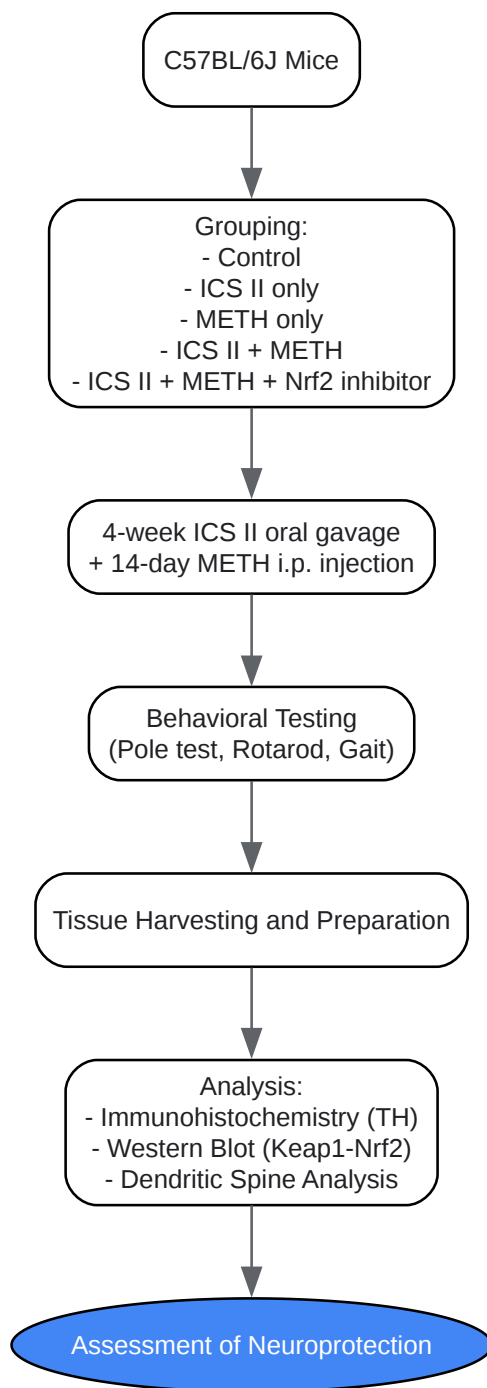 C57BL/6J Mice
Grouping:
- Control
- ICS II only
- METH only
- ICS II + METH
- ICS II + METH + Nrf2 inhibitor
4-week ICS II oral gavage
+ 14-day METH i.p. injection
Behavioral Testing
(Pole test, Rotarod, Gait)
Tissue Harvesting and Preparation
Analysis:
- Immunohistochemistry (TH)
- Western Blot (Keap1-Nrf2)
- Dendritic Spine Analysis
Assessment of Neuroprotection